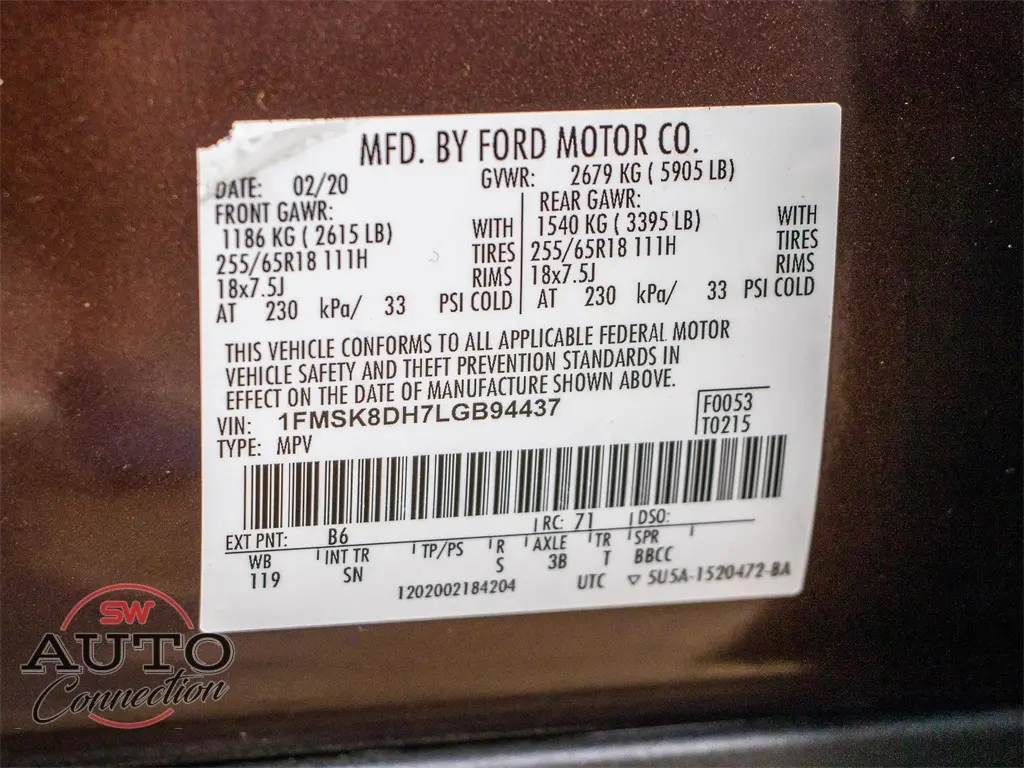 MFD. BY FORD MOTOR CO.
DATE: 02/20 GVWR: 2679 KG ( 5905 LB)
FRONT GAWR: REAR GAWR:
1186 KG ( 2615 LB) WITH 1540 KG ( 3395 LB) WITH
255/65R18 111H TIRES 255/65R18 111H TIRES
18x7.5J RIMS 18x7.5J RIMS
AT 230 kPa/ 33 PSI COLD AT 230 kPa/ 33 PSI COLD
THIS VEHICLE CONFORMS TO ALL APPLICABLE FEDERAL MOTOR
VEHICLE SAFETY AND THEFT PREVENTION STANDARDS IN
EFFECT ON THE DATE OF MANUFACTURE SHOWN ABOVE.
VIN: 1FMSK8DH7LGB94437 F0053
TYPE: MPV T0215
EXT PNT: B6 RC: 71 DSO:
WB INT TR TP/PS R AXLE TR SPR
119 SN S 3B T BBCC
1202002184204 UTC ▽ 5U5A-1520472-BA
SW
AUTO
Connection